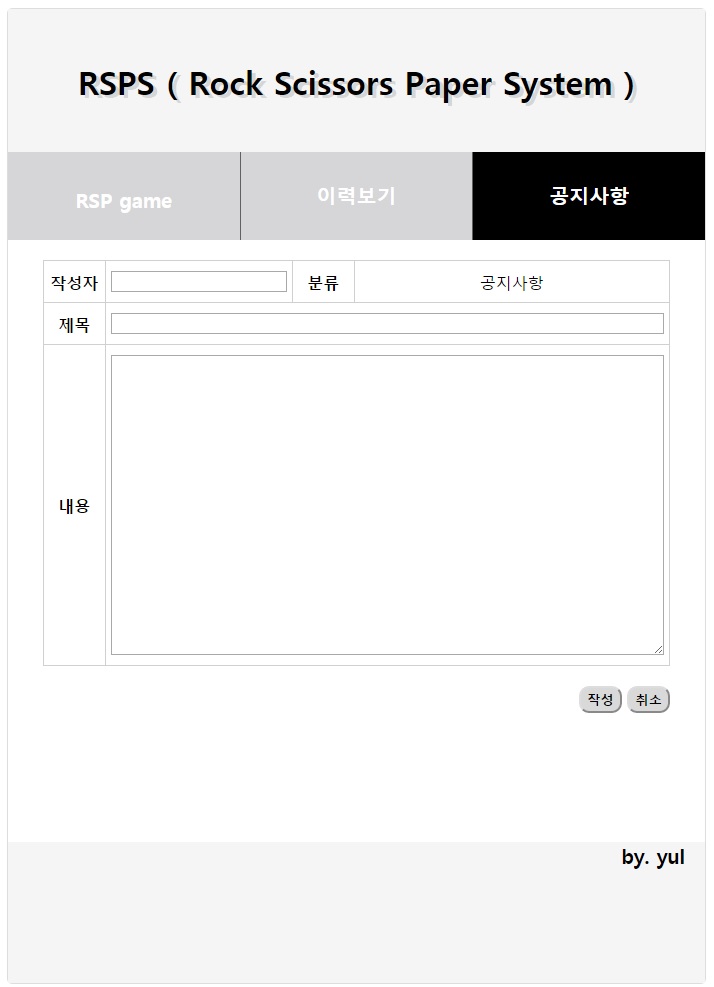 RSPS ( Rock Scissors Paper System )
RSP game 이력보기 공지사항
작성자 분류 공지사항
제목
내용
작성 취소
by. yul